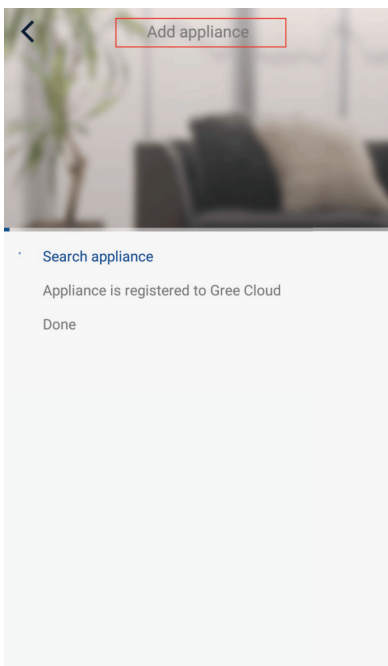 Add appliance
Search appliance
Appliance is registered to Gree Cloud
Done